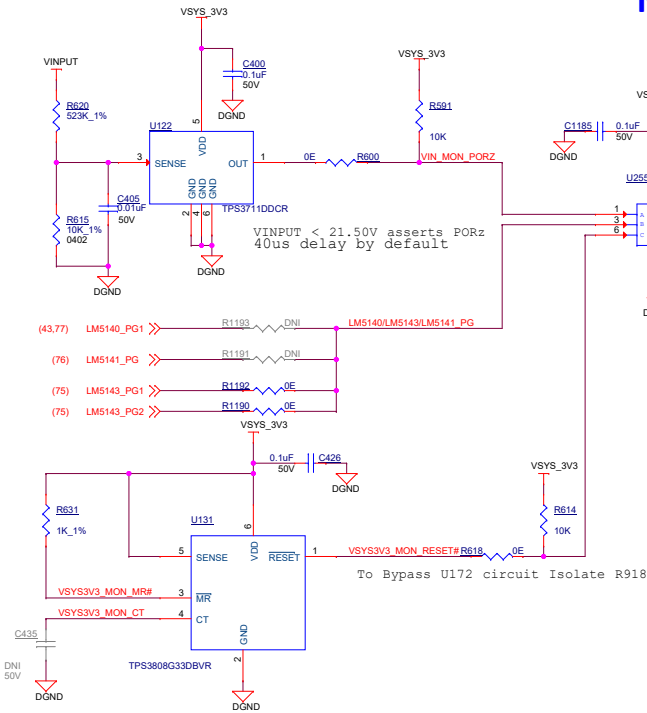 VSYS_3V3
C400
0.1uF
50V
DGND
VINPUT
R620
523K_1%
U122
5
VDD
3
SENSE
OUT
1
GND
GND
GND
2
4
6
TPS3711DDCR
DGND
C405
0.01uF
50V
R615
10K_1%
0402
DGND
VSYS_3V3
R591
10K
0E
R600
VIN_MON_PORZ
C1185
0.1uF
50V
DGND
U255
1
3
6
A
B
C
VINPUT < 21.50V asserts PORz
40us delay by default
(43,77)
LM5140_PG1
R1193
DNI
LM5140/LM5143/LM5141_PG
(76)
LM5141_PG
R1191
DNI
(75)
LM5143_PG1
R1192
0E
(75)
LM5143_PG2
R1190
0E
VSYS_3V3
0.1uF
50V
C426
DGND
R631
1K_1%
U131
6
VDD
5
SENSE
RESET
1
VSYS3V3_MON_RESET#
R618
0E
VSYS_3V3
R614
10K
To Bypass U172 circuit Isolate R918
VSYS3V3_MON_MR#
3
MR
VSYS3V3_MON_CT
4
CT
GND
2
C435
DNI
50V
DGND
TPS3808G33DBVR
DGND